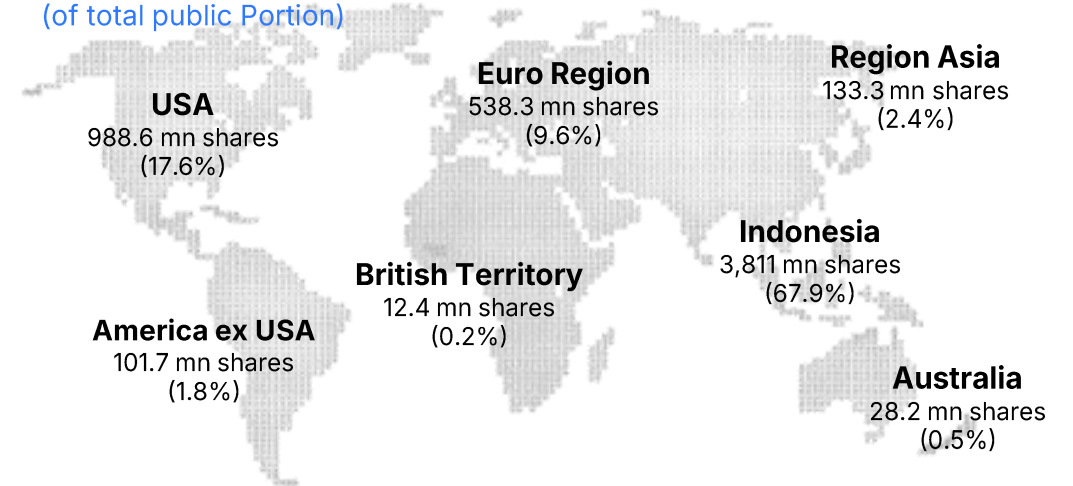 (of total public Portion)
USA
988.6 mn shares
(17.6%)
Euro Region
538.3 mn shares
(9.6%)
Region Asia
133.3 mn shares
(2.4%)
Indonesia
3,811 mn shares
(67.9%)
British Territory
12.4 mn shares
(0.2%)
America ex USA
101.7 mn shares
(1.8%)
Australia
28.2 mn shares
(0.5%)